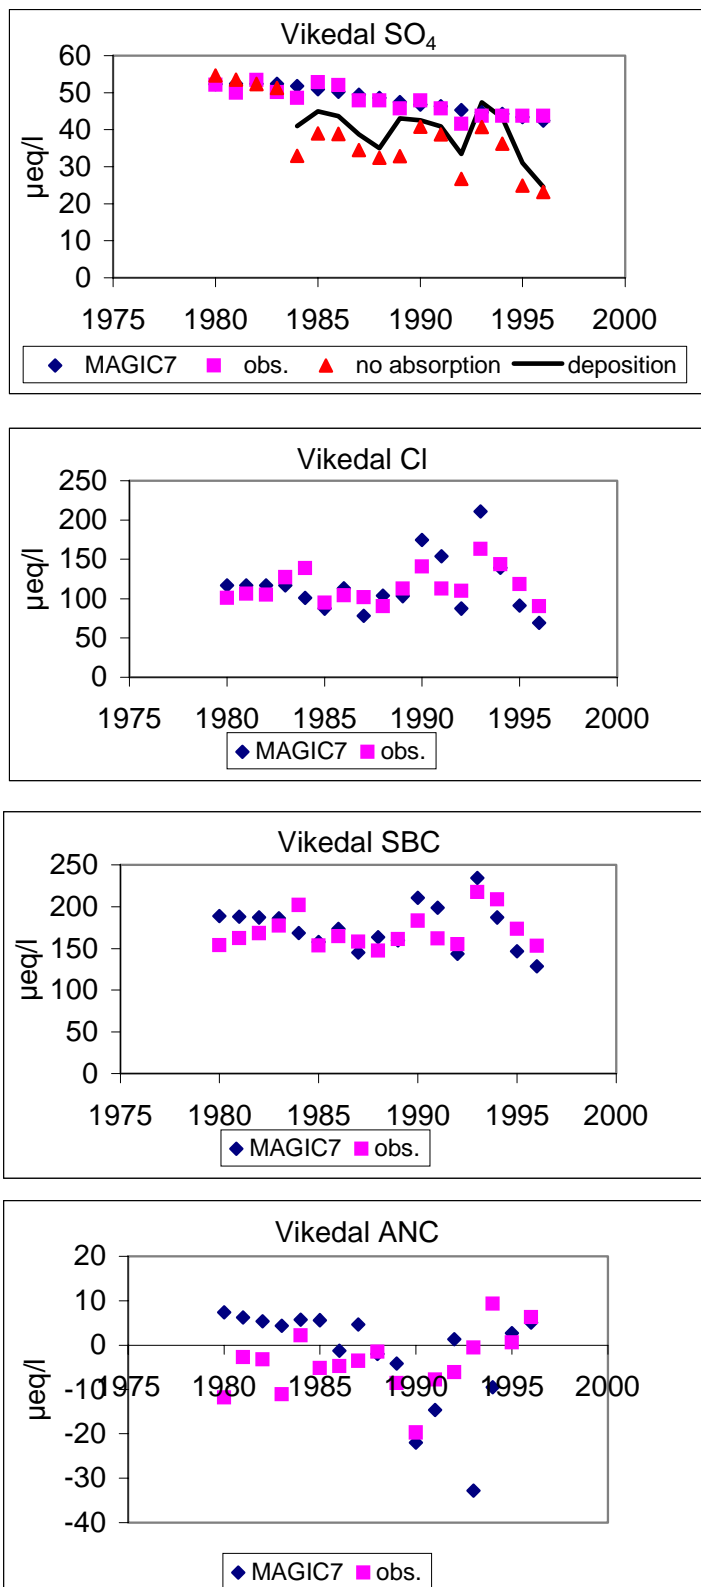 Vikedal SO₄
60
50
40
30
20
10
0
µeq/l
1975 1980 1985 1990 1995 2000
MAGIC7 obs. no absorption deposition
Vikedal Cl
250
200
150
100
50
0
µeq/l
1975 1980 1985 1990 1995 2000
MAGIC7 obs.
Vikedal SBC
250
200
150
100
50
0
µeq/l
1975 1980 1985 1990 1995 2000
MAGIC7 obs.
Vikedal ANC
20
10
0
-10
-20
-30
-40
µeq/l
1975 1980 1985 1990 1995 2000
MAGIC7 obs.